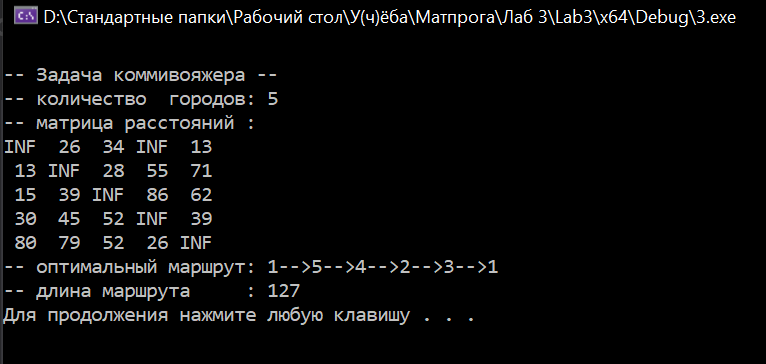 D:\Стандартные папки\Рабочий стол\У(ч)ёба\Матпрога\Лаб 3\Lab3\x64\Debug\3.exe
-- Задача коммивояжера --
-- количество  городов: 5
-- матрица расстояний :
INF  26  34 INF  13
 13 INF  28  55  71
 15  39 INF  86  62
 30  45  52 INF  39
 80  79  52  26 INF
-- оптимальный маршрут: 1-->5-->4-->2-->3-->1
-- длина маршрута     : 127
Для продолжения нажмите любую клавишу . . .